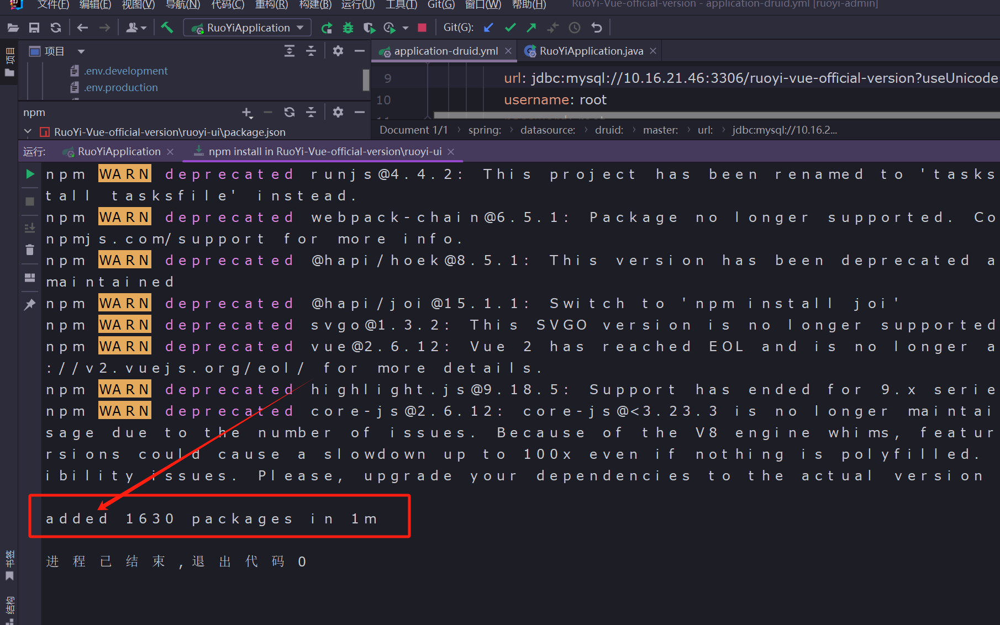 文件(F) 编辑(E) 视图(V) 导航(N) 代码(C) 重构(R) 构建(B) 运行(U) 工具(T) Git(G) 窗口(W) 帮助(H) RuoYi-Vue-official-version - application-druid.yml [ruoyi-admin]
RuoYiApplication Git(G):
项目
项目
application-druid.yml RuoYiApplication.java
.env.development
.env.production
9 url: jdbc:mysql://10.16.21.46:3306/ruoyi-vue-official-version?useUnicode
10 username: root
npm
RuoYi-Vue-official-version\ruoyi-ui\package.json
Document 1/1 › spring: › datasource: › druid: › master: › url: › jdbc:mysql://10.16.2...
运行: RuoYiApplication npm install in RuoYi-Vue-official-version\ruoyi-ui
npm WARN deprecated runjs@4.4.2: This project has been renamed to 'tasks
tall tasksfile' instead.
npm WARN deprecated webpack-chain@6.5.1: Package no longer supported. Co
npmjs.com/support for more info.
npm WARN deprecated @hapi/hoek@8.5.1: This version has been deprecated a
maintained
npm WARN deprecated @hapi/joi@15.1.1: Switch to 'npm install joi'
npm WARN deprecated svgo@1.3.2: This SVGO version is no longer supported
npm WARN deprecated vue@2.6.12: Vue 2 has reached EOL and is no longer a
://v2.vuejs.org/eol/ for more details.
npm WARN deprecated highlight.js@9.18.5: Support has ended for 9.x serie
npm WARN deprecated core-js@2.6.12: core-js@<3.23.3 is no longer maintai
sage due to the number of issues. Because of the V8 engine whims, featur
rsions could cause a slowdown up to 100x even if nothing is polyfilled.
ibility issues. Please, upgrade your dependencies to the actual version
added 1630 packages in 1m
进程已结束,退出代码0
书签
结构